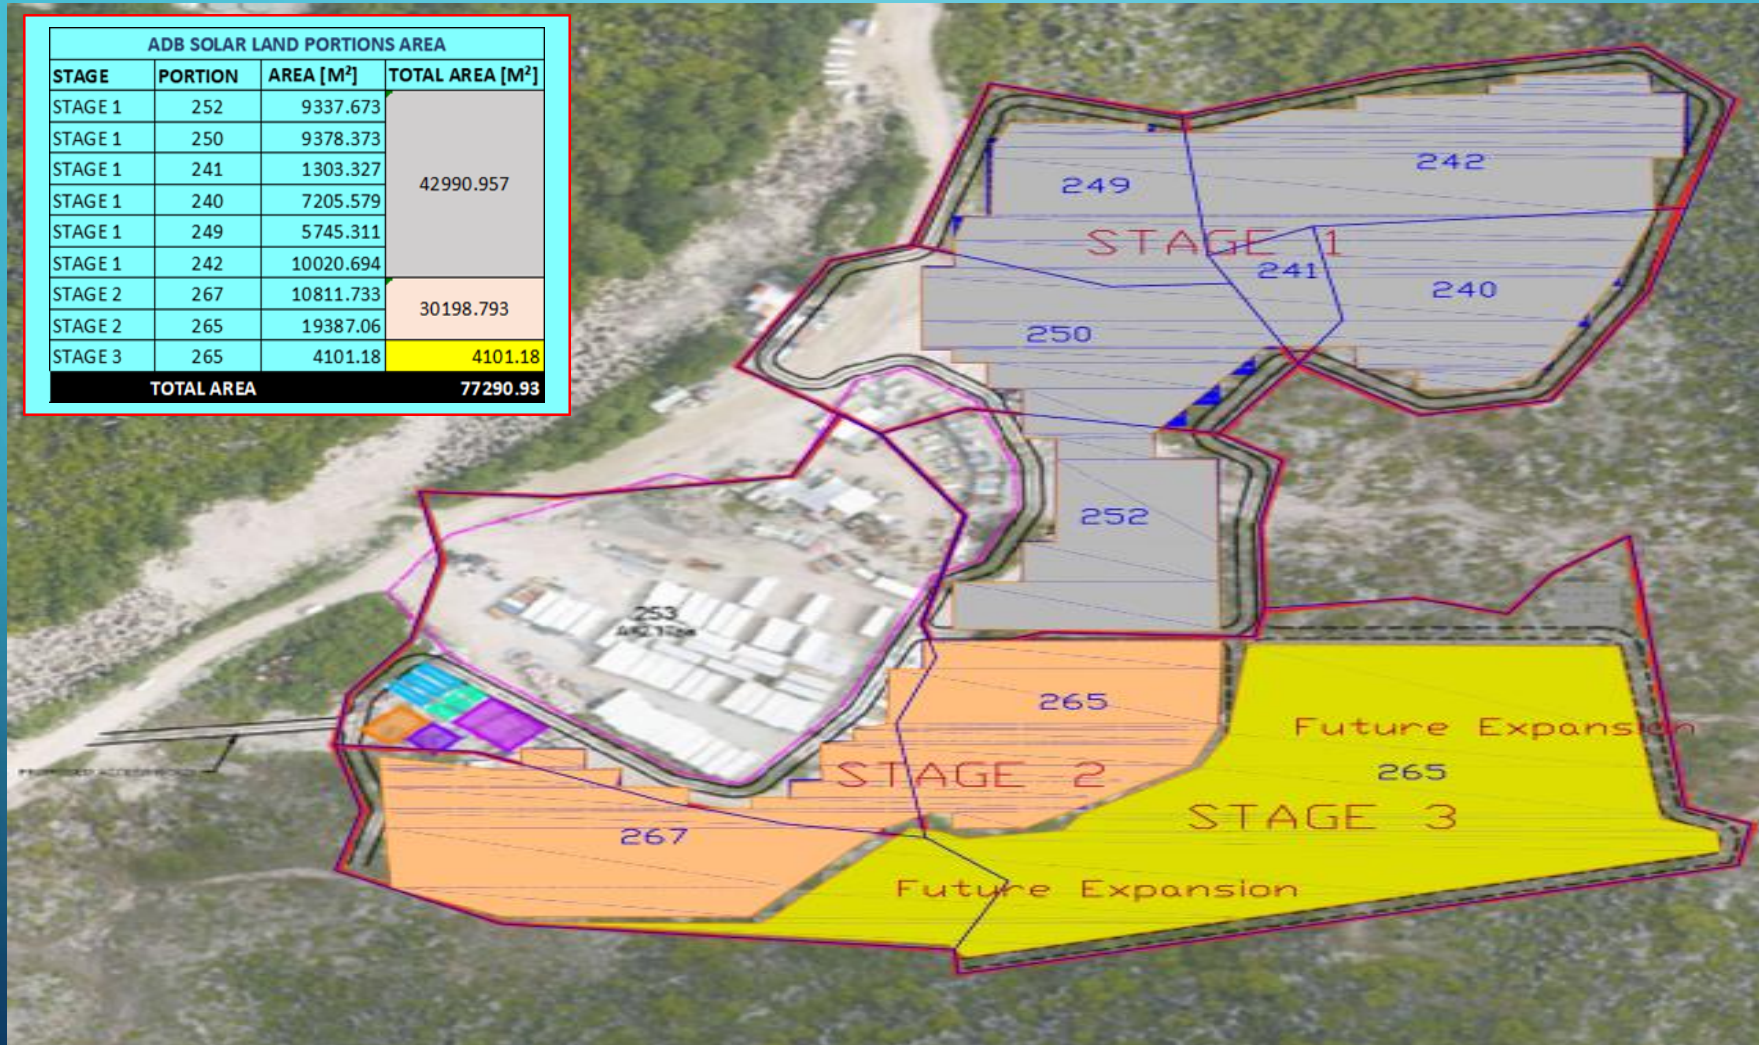 ADB SOLAR LAND PORTIONS AREA
STAGE PORTION AREA [M²] TOTAL AREA [M²]
STAGE 1 252 9337.673
STAGE 1 250 9378.373
STAGE 1 241 1303.327
42990.957
STAGE 1 240 7205.579
STAGE 1 249 5745.311
STAGE 1 242 10020.694
STAGE 2 267 10811.733
30198.793
STAGE 2 265 19387.06
STAGE 3 265 4101.18 4101.18
TOTAL AREA 77290.93
242
249
STAGE 1
241
240
250
252
253
265
Future Expansion
STAGE 2
265
STAGE 3
267
Future Expansion